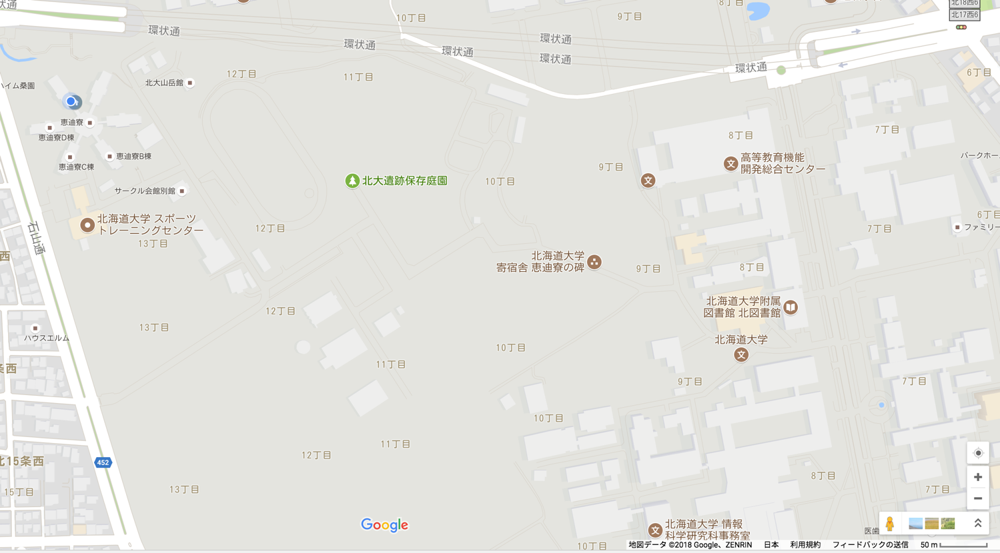 状通
10丁目
9丁目
8丁目
北18西6
北17西6
環状通
環状通
環状通
環状通
環状通
環状通
6丁目
12丁目
11丁目
北大山岳館
ハイム桑園
恵迪寮
恵迪寮D棟
恵迪寮B棟
恵迪寮C棟
サークル会館別館
北海道大学 スポーツ
トレーニングセンター
13丁目
12丁目
石山通
北大遺跡保存庭園
10丁目
9丁目
8丁目
高等教育機能
開発総合センター
7丁目
パークホー
6丁目
ファミリー
7丁目
北海道大学
寄宿舎 恵迪寮の碑
9丁目
8丁目
西
12丁目
13丁目
ハウスエルム
北海道大学附属
図書館 北図書館
北海道大学
10丁目
11丁目
9丁目
7丁目
条西
10丁目
11丁目
12丁目
452
北15条西
15丁目
13丁目
8丁目
7丁目
Google
北海道大学 情報
科学研究科事務室
医歯
10丁目
地図データ ©2018 Google、ZENRIN 日本 利用規約 フィードバックの送信 50 m